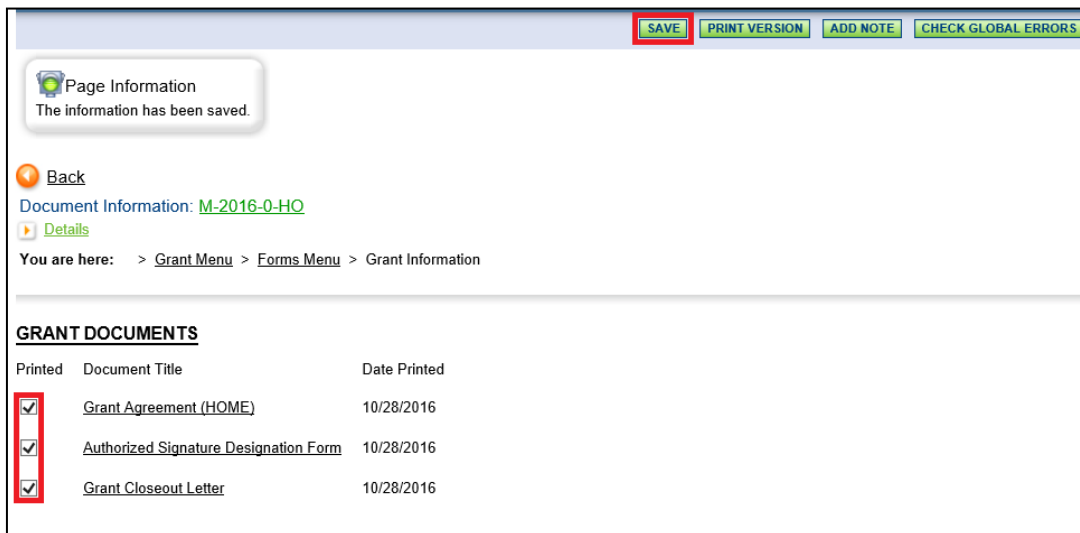 SAVE PRINT VERSION ADD NOTE CHECK GLOBAL ERRORS
Page Information
The information has been saved.
Back
Document Information: M-2016-0-HO
Details
You are here: > Grant Menu > Forms Menu > Grant Information
GRANT DOCUMENTS
Printed Document Title Date Printed
Grant Agreement (HOME) 10/28/2016
Authorized Signature Designation Form 10/28/2016
Grant Closeout Letter 10/28/2016